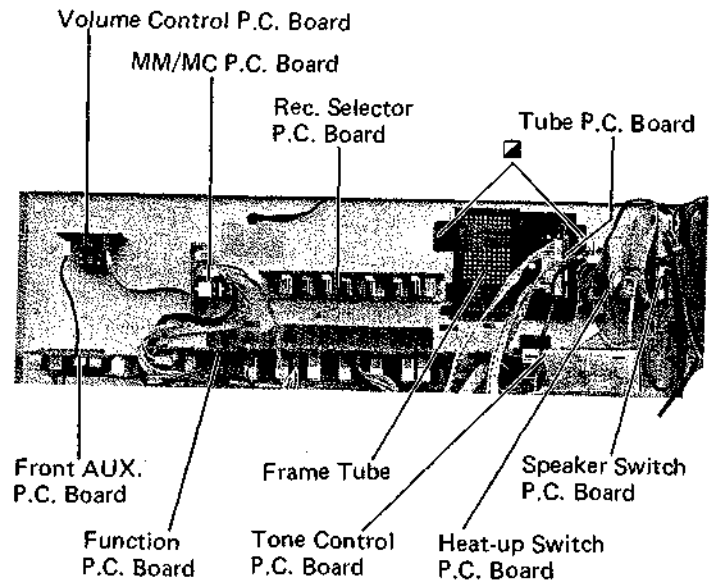 Volume Control P.C. Board
MM/MC P.C. Board
Rec. Selector
P.C. Board
Tube P.C. Board
Front AUX.
P.C. Board
Function
P.C. Board
Frame Tube
Tone Control
P.C. Board
Heat-up Switch
P.C. Board
Speaker Switch
P.C. Board